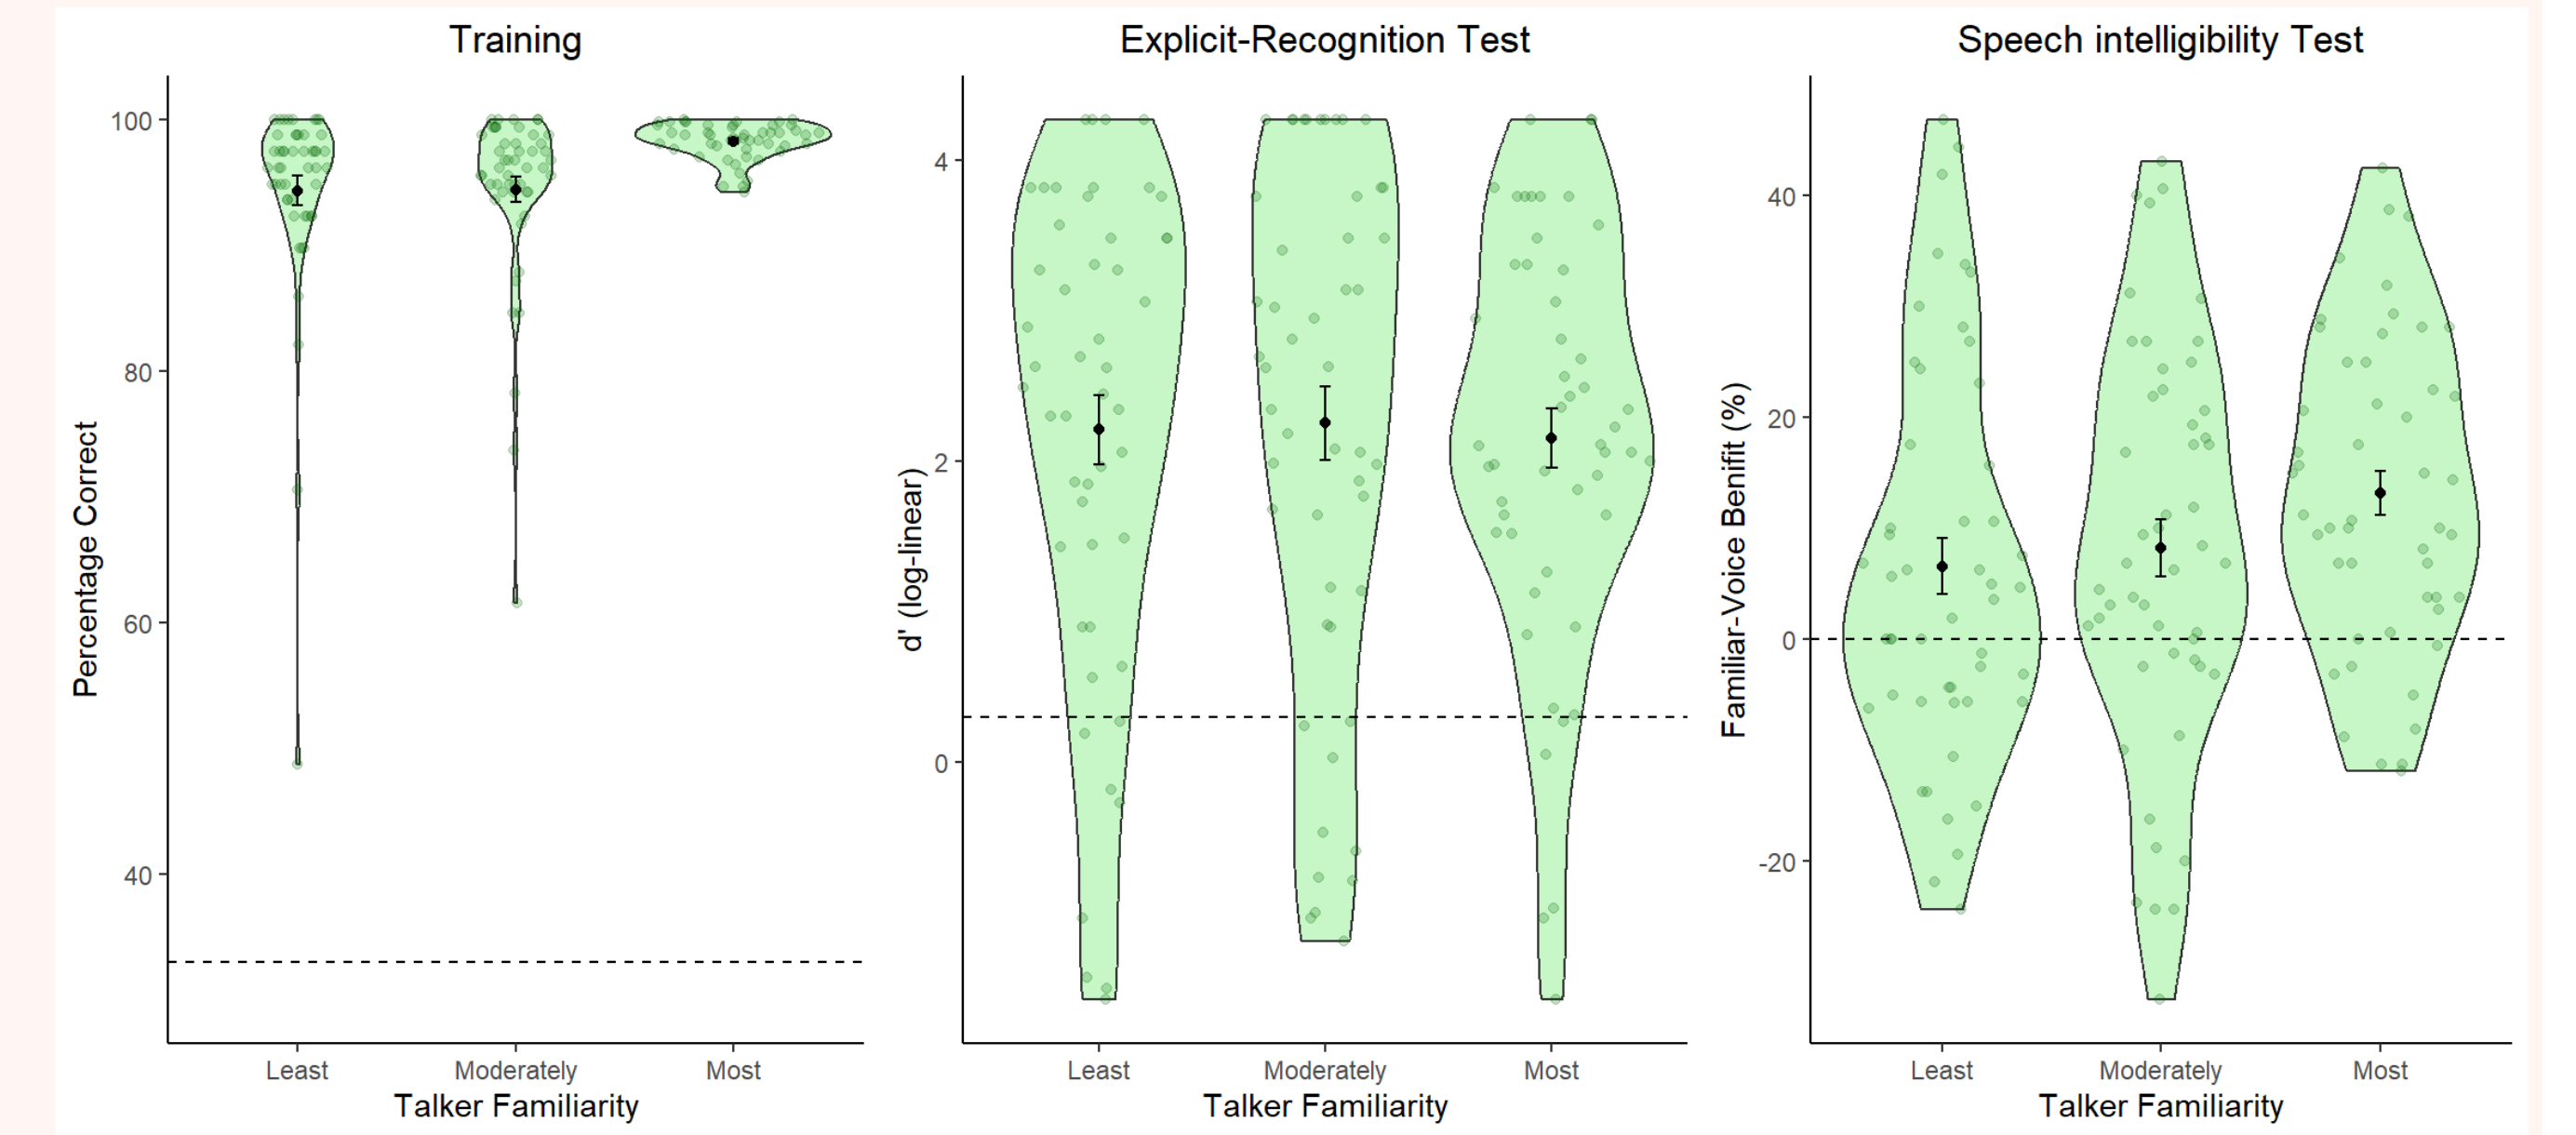 Training
Percentage Correct
100
80
60
40
Least Moderately Most
Talker Familiarity
Explicit-Recognition Test
d' (log-linear)
4
2
0
Least Moderately Most
Talker Familiarity
Speech intelligibility Test
Familiar-Voice Benifit (%)
40
20
0
-20
Least Moderately Most
Talker Familiarity